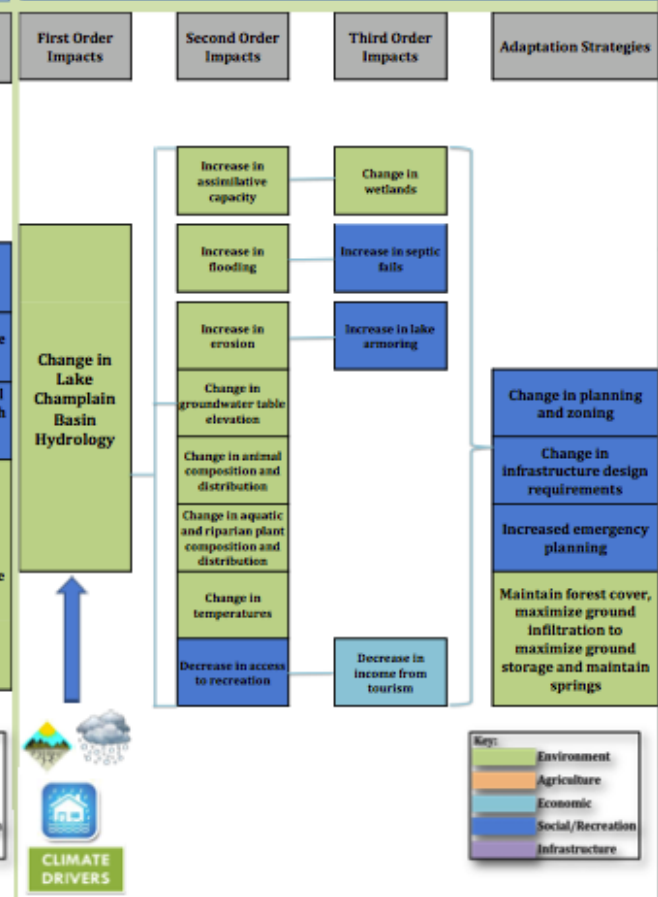 First Order
Impacts
Second Order
Impacts
Third Order
Impacts
Adaptation Strategies
Change in
Lake
Champlain
Basin
Hydrology
Increase in
assimilative
capacity
Change in
wetlands
Increase in
flooding
Increase in septic
fails
Increase in
erosion
Increase in lake
armoring
Change in
groundwater table
elevation
Change in animal
composition and
distribution
Change in aquatic
and riparian plant
composition and
distribution
Change in
temperatures
Decrease in access
to recreation
Decrease in
income from
tourism
Change in planning
and zoning
Change in
infrastructure design
requirements
Increased emergency
planning
Maintain forest cover,
maximize ground
infiltration to
maximize ground
storage and maintain
springs
Key:
Environment
Agriculture
Economic
Social/Recreation
Infrastructure
CLIMATE
DRIVERS